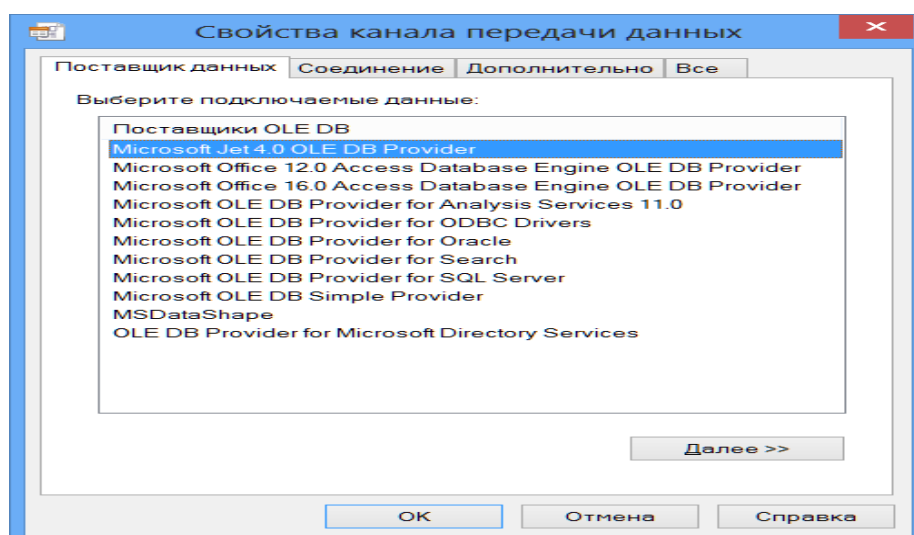 Свойства канала передачи данных
Поставщик данных Соединение Дополнительно Все
Выберите подключаемые данные:
Поставщики OLE DB
Microsoft Jet 4.0 OLE DB Provider
Microsoft Office 12.0 Access Database Engine OLE DB Provider
Microsoft Office 16.0 Access Database Engine OLE DB Provider
Microsoft OLE DB Provider for Analysis Services 11.0
Microsoft OLE DB Provider for ODBC Drivers
Microsoft OLE DB Provider for Oracle
Microsoft OLE DB Provider for Search
Microsoft OLE DB Provider for SQL Server
Microsoft OLE DB Simple Provider
MSDataShape
OLE DB Provider for Microsoft Directory Services
Далее >>
ОК Отмена Справка